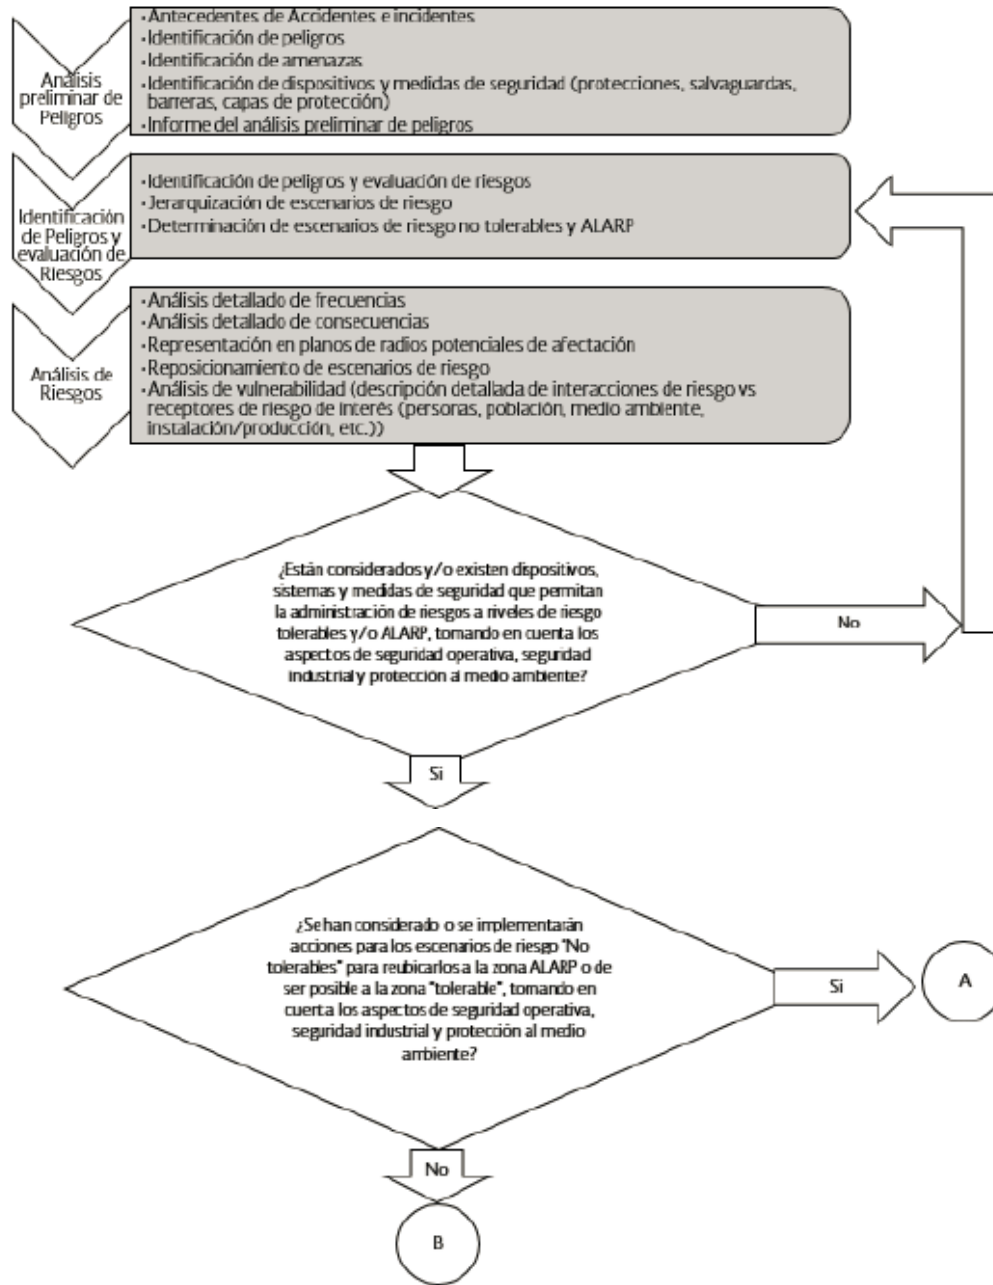 Análisis
preliminar de
Peligros
•Antecedentes de Accidentes e incidentes
•Identificación de peligros
•Identificación de amenazas
•Identificación de dispositivos y medidas de seguridad (protecciones, salvaguardas,
barreras, capas de protección)
•Informe del análisis preliminar de peligros
Identificación
de Peligros y
evaluación de
Riesgos
•Identificación de peligros y evaluación de riesgos
•Jerarquización de escenarios de riesgo
•Determinación de escenarios de riesgo no tolerables y ALARP
Análisis de
Riesgos
•Análisis detallado de frecuencias
•Análisis detallado de consecuencias
•Representación en planos de radios potenciales de afectación
•Reposicionamiento de escenarios de riesgo
•Análisis de vulnerabilidad (descripción detallada de interacciones de riesgo vs
receptores de riesgo de interés (personas, población, medio ambiente,
instalación/producción, etc.))
¿Están considerados y/o existen dispositivos,
sistemas y medidas de seguridad que permitan
la administración de riesgos a niveles de riesgo
tolerables y/o ALARP, tomando en cuenta los
aspectos de seguridad operativa, seguridad
industrial y protección al medio ambiente?
No
Si
¿Se han considerado o se implementarán
acciones para los escenarios de riesgo "No
tolerables" para reubicarlos a la zona ALARP o de
ser posible a la zona "tolerable", tomando en
cuenta los aspectos de seguridad operativa,
seguridad industrial y protección al medio
ambiente?
Si
A
No
B